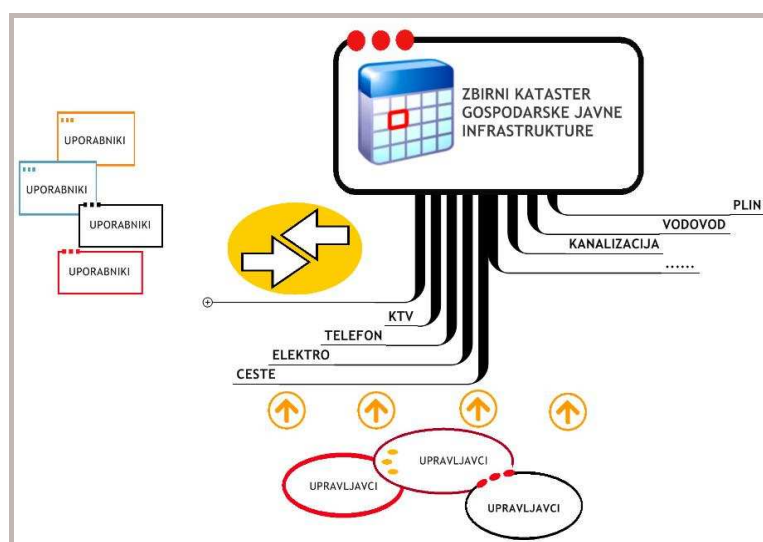 ZBIRNI KATASTER
GOSPODARSKE JAVNE
INFRASTRUKTURE
UPORABNIKI
UPORABNIKI
UPORABNIKI
UPORABNIKI
PLIN
VODOVOD
KANALIZACIJA
......
KTV
TELEFON
ELEKTRO
CESTE
UPRAVLJAVCI
UPRAVLJAVCI
UPRAVLJAVCI